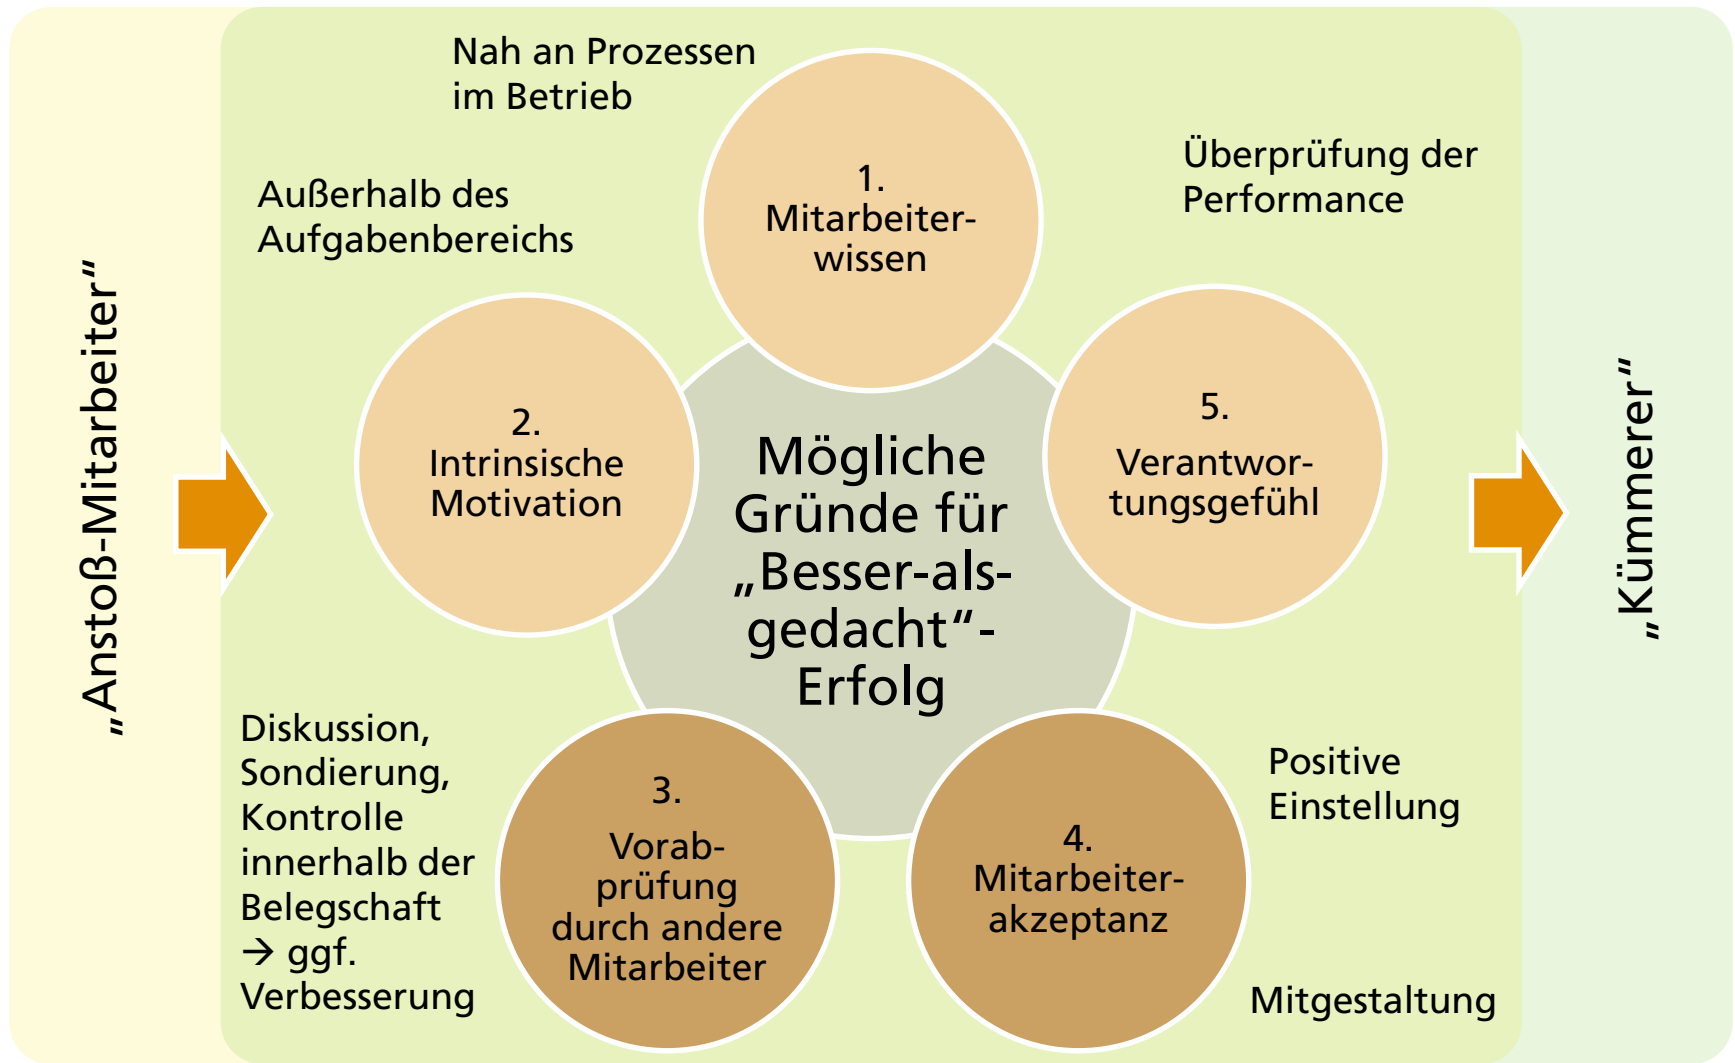 „Anstoß-Mitarbeiter“
Nah an Prozessen
im Betrieb
1.
Mitarbeiter-
wissen
Außerhalb des
Aufgabenbereichs
2.
Intrinsische
Motivation
Diskussion,
Sondierung,
Kontrolle
innerhalb der
Belegschaft
→ ggf.
Verbesserung
3.
Vorab-
prüfung
durch andere
Mitarbeiter
Mögliche
Gründe für
„Besser-als-
gedacht“-
Erfolg
4.
Mitarbeiter-
akzeptanz
Positive
Einstellung
Mitgestaltung
5.
Verantwor-
tungsgefühl
Überprüfung der
Performance
„Kümmerer“